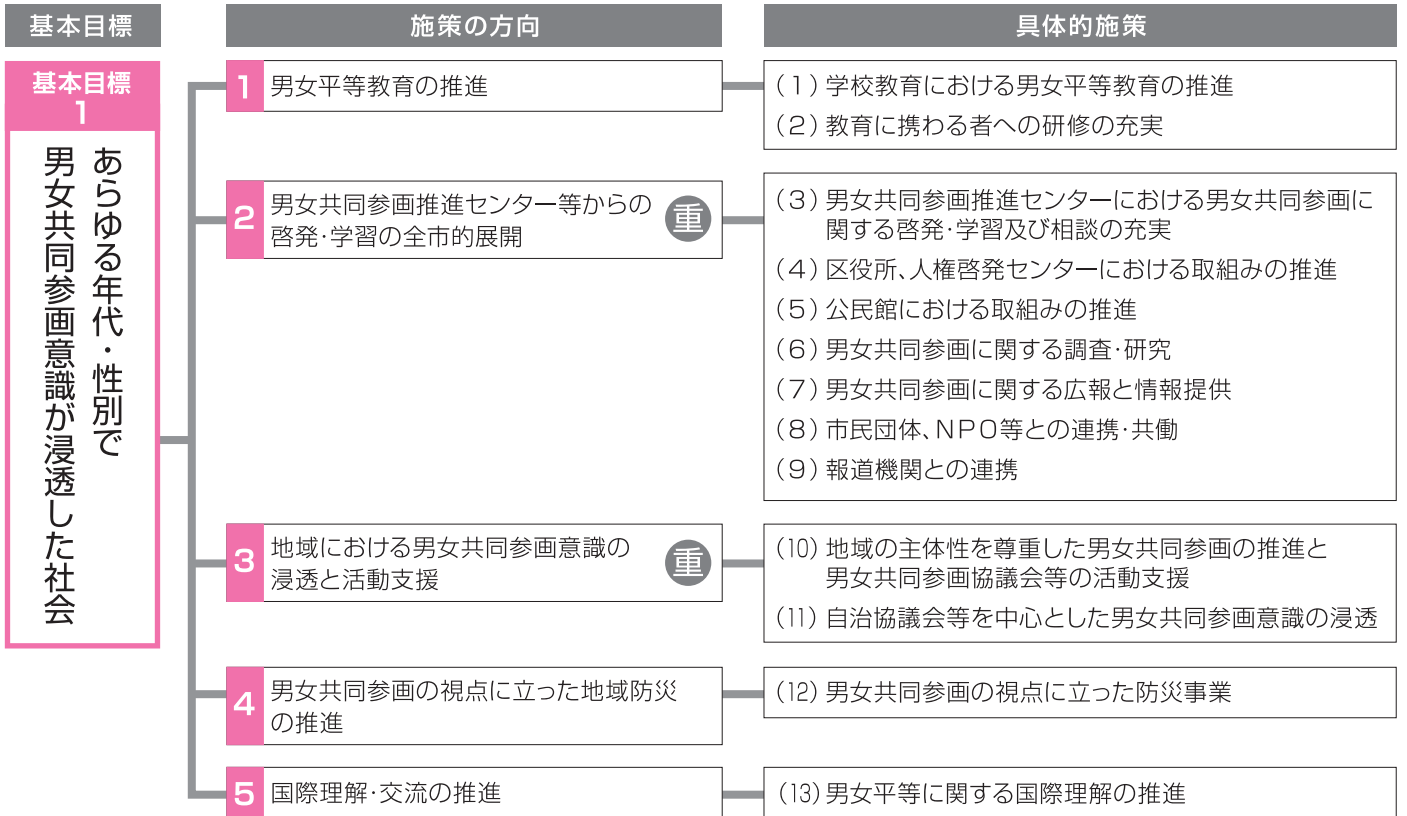 基本目標
施策の方向
具体的施策
基本目標
1
あらゆる年代・性別で
男女共同参画意識が浸透した社会
1
男女平等教育の推進
（1）学校教育における男女平等教育の推進
（2）教育に携わる者への研修の充実
2
男女共同参画推進センター等からの
啓発・学習の全市的展開
重
（3）男女共同参画推進センターにおける男女共同参画に
関する啓発・学習及び相談の充実
（4）区役所、人権啓発センターにおける取組みの推進
（5）公民館における取組みの推進
（6）男女共同参画に関する調査・研究
（7）男女共同参画に関する広報と情報提供
（8）市民団体、NPO等との連携・共働
（9）報道機関との連携
3
地域における男女共同参画意識の
浸透と活動支援
重
（10）地域の主体性を尊重した男女共同参画の推進と
男女共同参画協議会等の活動支援
（11）自治協議会等を中心とした男女共同参画意識の浸透
4
男女共同参画の視点に立った地域防災
の推進
（12）男女共同参画の視点に立った防災事業
5
国際理解・交流の推進
（13）男女平等に関する国際理解の推進